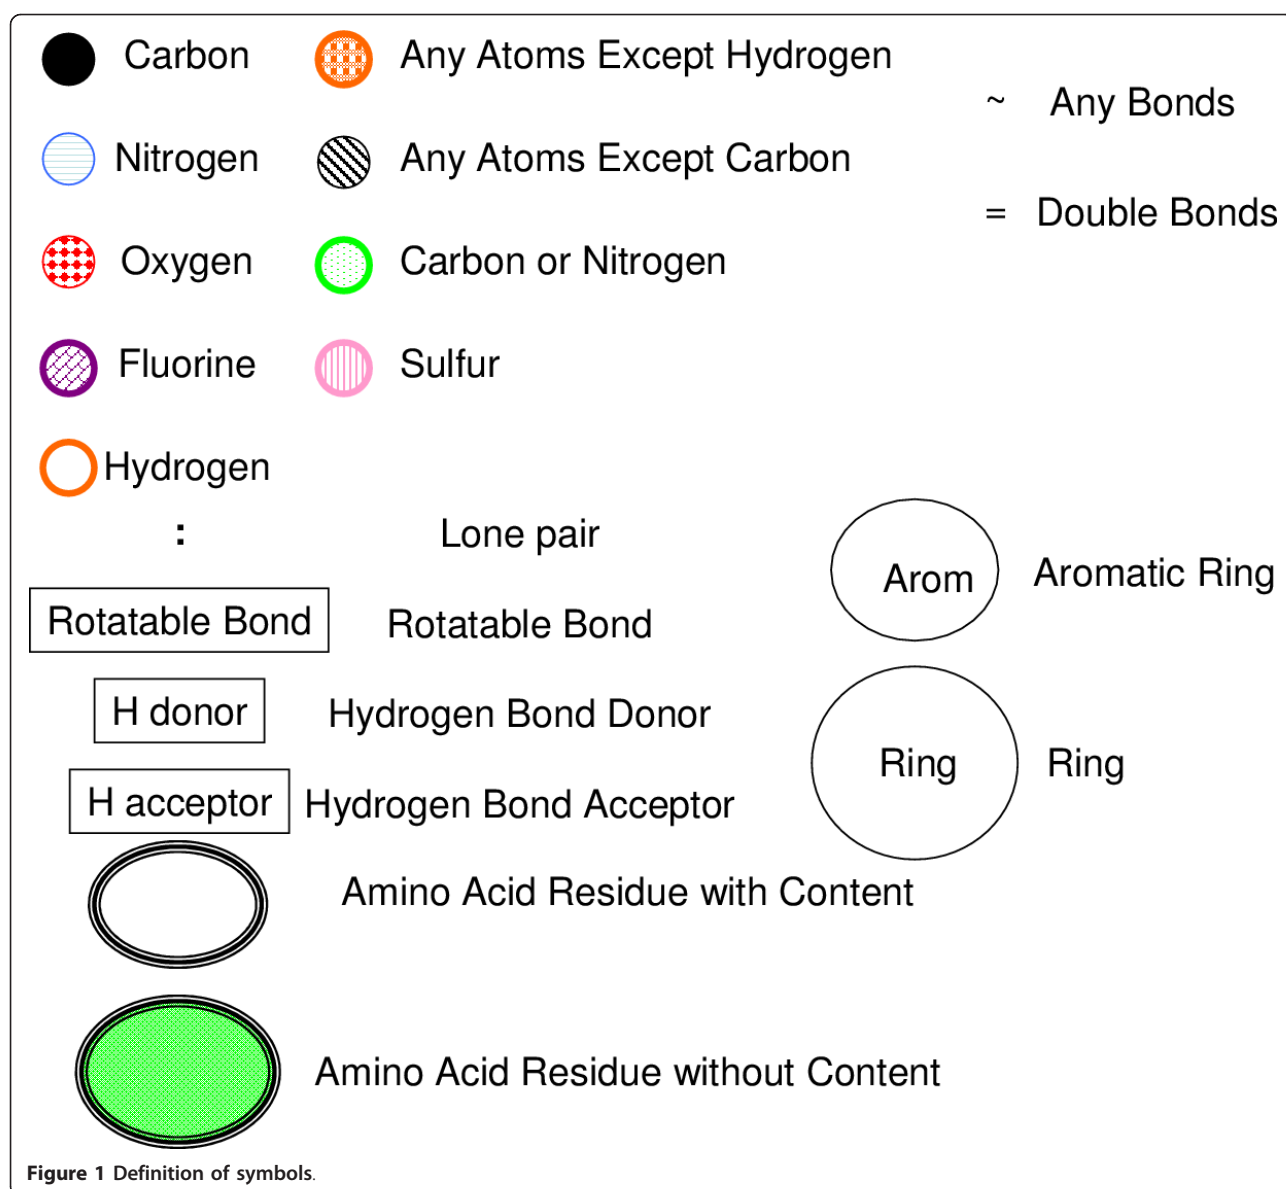 Carbon Any Atoms Except Hydrogen
~ Any Bonds
Nitrogen Any Atoms Except Carbon
= Double Bonds
Oxygen Carbon or Nitrogen
Fluorine Sulfur
Hydrogen
: Lone pair
Arom Aromatic Ring
Rotatable Bond Rotatable Bond
H donor Hydrogen Bond Donor
Ring Ring
H acceptor Hydrogen Bond Acceptor
Amino Acid Residue with Content
Amino Acid Residue without Content
Figure 1 Definition of symbols.